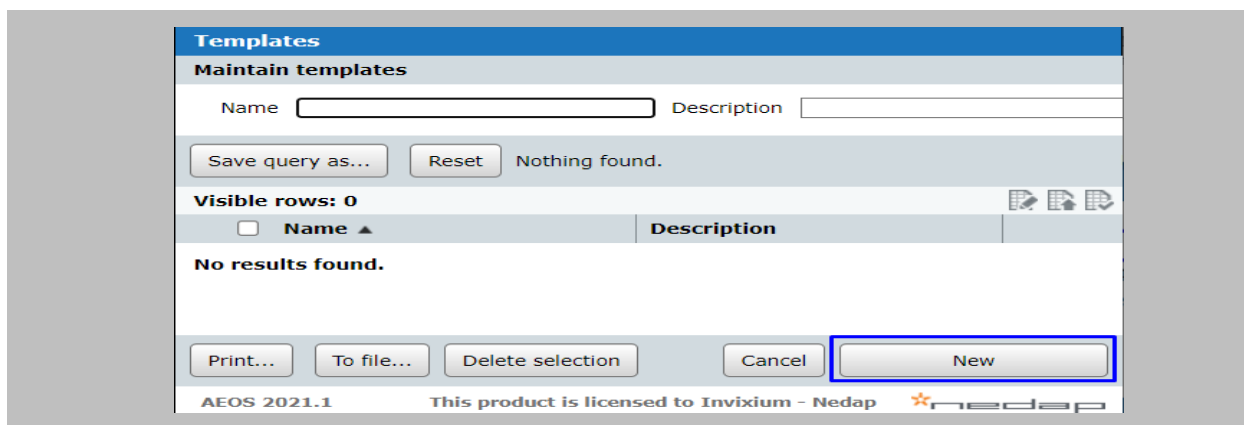 Templates
Maintain templates
Name Description
Save query as... Reset Nothing found.
Visible rows: 0
Name ▲ Description
No results found.
Print... To file... Delete selection Cancel New
AEOS 2021.1 This product is licensed to Invixium - Nedap nedap